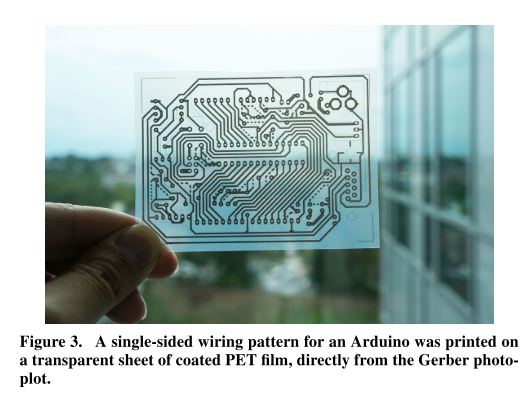 Figure 3. A single-sided wiring pattern for an Arduino was printed on
a transparent sheet of coated PET film, directly from the Gerber photo-
plot.